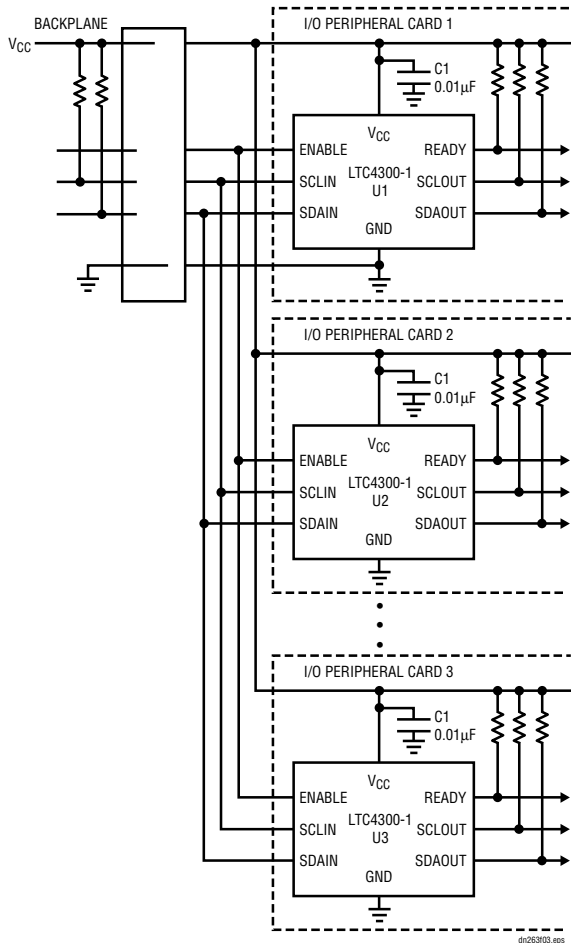 BACKPLANE
VCC
I/O PERIPHERAL CARD 1
C1
0.01µF
VCC
ENABLE
READY
LTC4300-1
SCLIN
SCLOUT
U1
SDAIN
SDAOUT
GND
I/O PERIPHERAL CARD 2
C1
0.01µF
VCC
ENABLE
READY
LTC4300-1
SCLIN
SCLOUT
U2
SDAIN
SDAOUT
GND
I/O PERIPHERAL CARD 3
C1
0.01µF
VCC
ENABLE
READY
LTC4300-1
SCLIN
SCLOUT
U3
SDAIN
SDAOUT
GND
dn263f03.eps